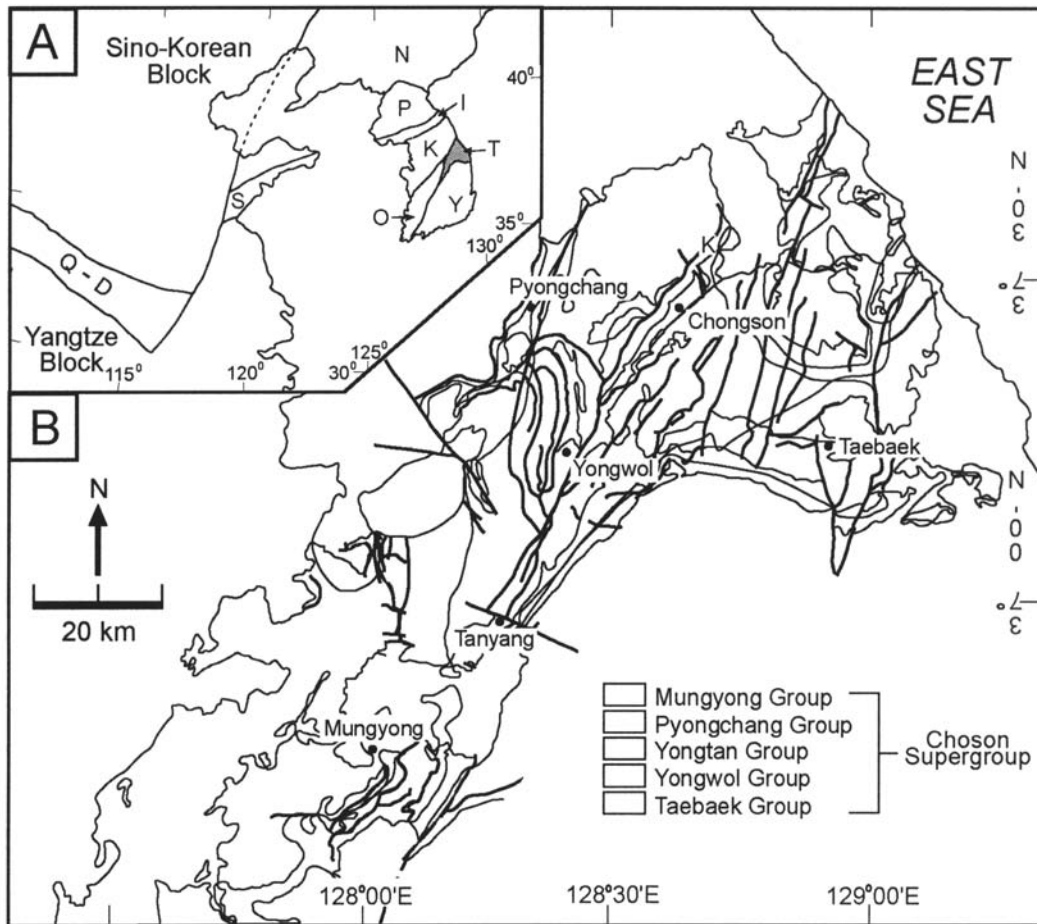 A
Sino-Korean
Block
N
P
I
K
T
S
O
Y
Q - D
Yangtze
Block
40°
35°
130°
125°
30°
120°
115°
EAST
SEA
N
37°
30
N
37°
00
B
N
20 km
K
Pyongchang
Chongson
Yongwol
Taebaek
Tanyang
Mungyong
Mungyong Group
Pyongchang Group
Yongtan Group
Yongwol Group
Taebaek Group
Choson
Supergroup
128°00'E
128°30'E
129°00'E